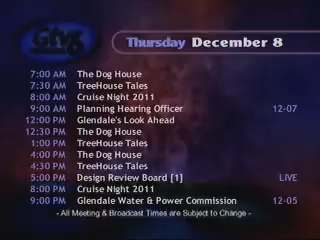 Thursday December 8
7:00 AM The Dog House
7:30 AM TreeHouse Tales
8:00 AM Cruise Night 2011
9:00 AM Planning Hearing Officer 12-07
12:00 PM Glendale's Look Ahead
12:30 PM The Dog House
1:00 PM TreeHouse Tales
4:00 PM The Dog House
4:30 PM TreeHouse Tales
5:00 PM Design Review Board [1] LIVE
8:00 PM Cruise Night 2011
9:00 PM Glendale Water & Power Commission 12-05
- All Meeting & Broadcast Times are Subject to Change -